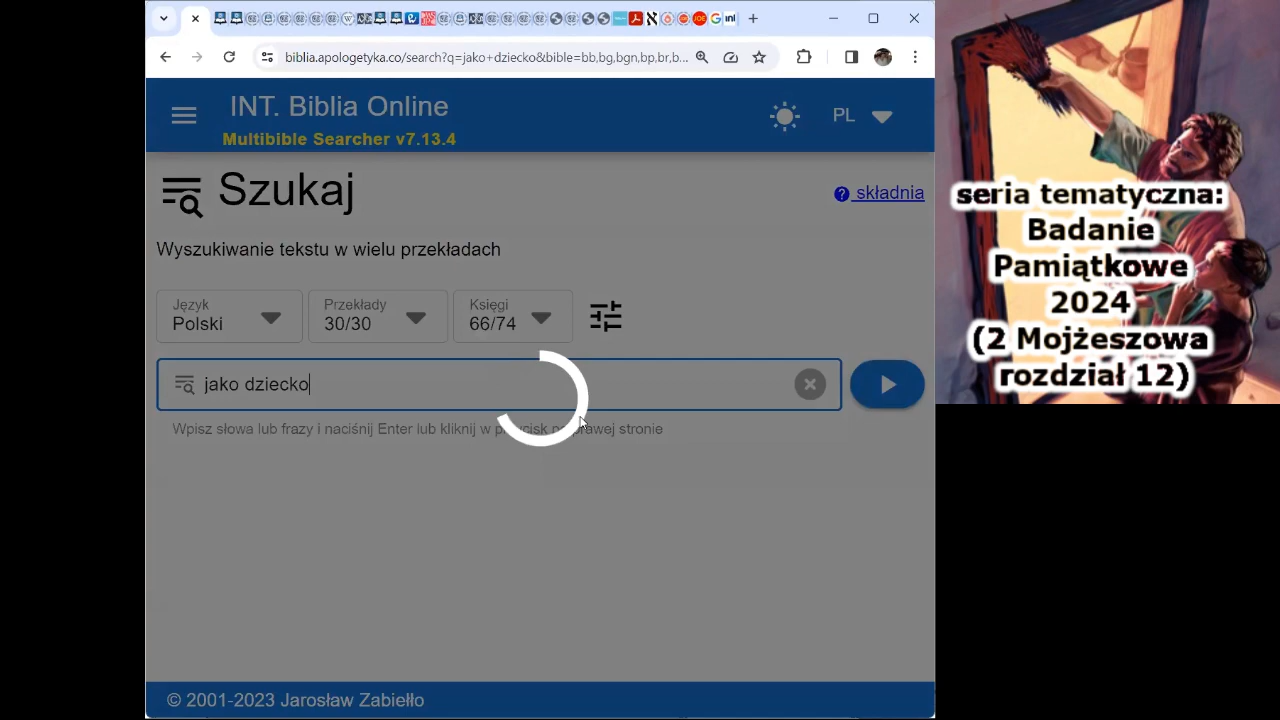 biblia.apologetyka.co/search?q=jako+dziecko&bible=bb,bg,bgn,bp,br,b...
INT. Biblia Online
PL
Multibible Searcher v7.13.4
Szukaj
? składnia
Wyszukiwanie tekstu w wielu przekładach
Język
Polski
Przekłady
30/30
Księgi
66/74
jako dziecko
Wpisz słowa lub frazy i naciśnij Enter lub kliknij w przycisk na prawej stronie
© 2001-2023 Jarosław Zabiełło
seria tematyczna:
Badanie
Pamiątkowe
2024
(2 Mojżeszowa
rozdział 12)